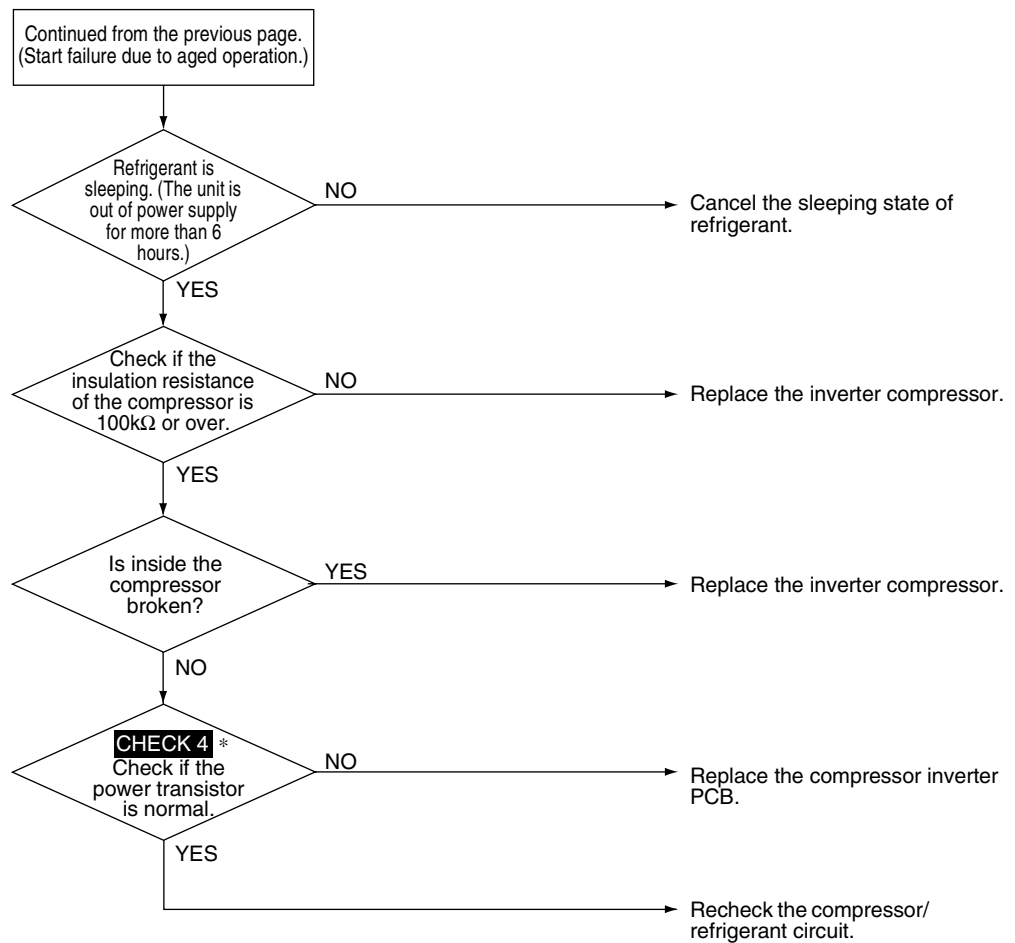 Continued from the previous page.
(Start failure due to aged operation.)
Refrigerant is
sleeping. (The unit is
out of power supply
for more than 6
hours.)
NO
Cancel the sleeping state of
refrigerant.
YES
Check if the
insulation resistance
of the compressor is
100kΩ or over.
NO
Replace the inverter compressor.
YES
Is inside the
compressor
broken?
YES
Replace the inverter compressor.
NO
CHECK 4 *
Check if the
power transistor
is normal.
NO
Replace the compressor inverter
PCB.
YES
Recheck the compressor/
refrigerant circuit.